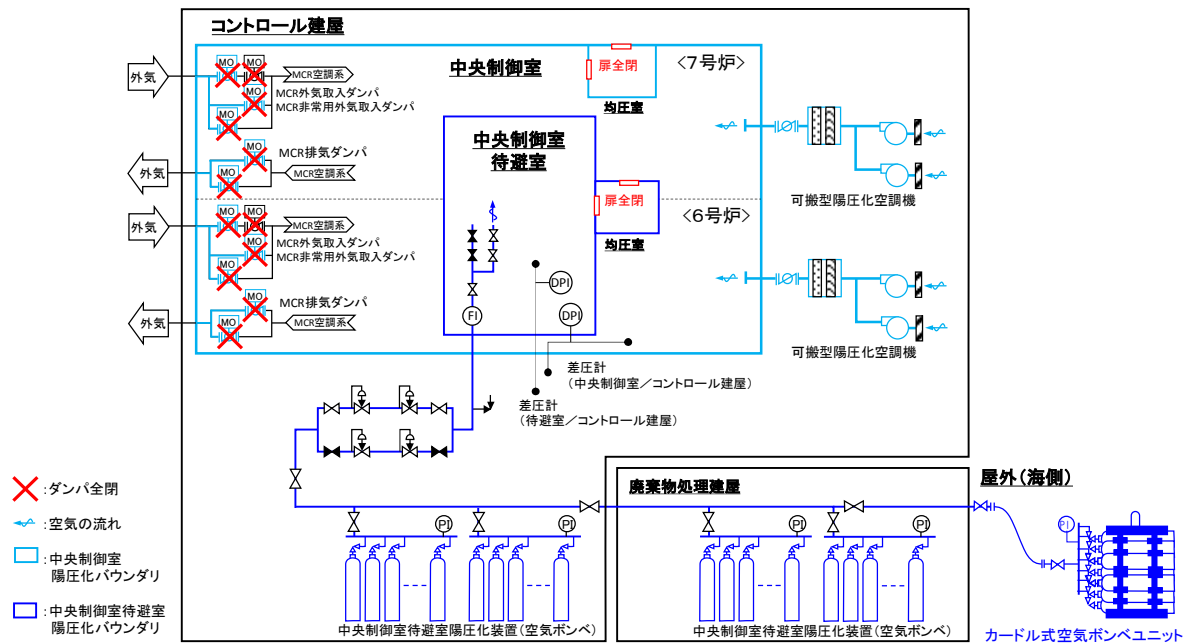 コントロール建屋
中央制御室
<7号炉>
扉全閉
均圧室
外気
MO
MO
MCR空調系
MO
MCR外気取入ダンパ
MCR非常用外気取入ダンパ
MO
外気
MO
MCR排気ダンパ
MCR空調系
MO
中央制御室
待避室
可搬型陽圧化空調機
扉全閉
<6号炉>
均圧室
外気
MO
MO
MCR空調系
MO
MCR外気取入ダンパ
MCR非常用外気取入ダンパ
MO
外気
MO
MCR排気ダンパ
MCR空調系
MO
DPI
DPI
FI
可搬型陽圧化空調機
差圧計
(中央制御室/コントロール建屋)
差圧計
(待避室/コントロール建屋)
廃棄物処理建屋
屋外(海側)
PI
PI
PI
PI
PI
中央制御室待避室陽圧化装置(空気ボンベ)
中央制御室待避室陽圧化装置(空気ボンベ)
カードル式空気ボンベユニット
:ダンパ全閉
:空気の流れ
:中央制御室
陽圧化バウンダリ
:中央制御室待避室
陽圧化バウンダリ